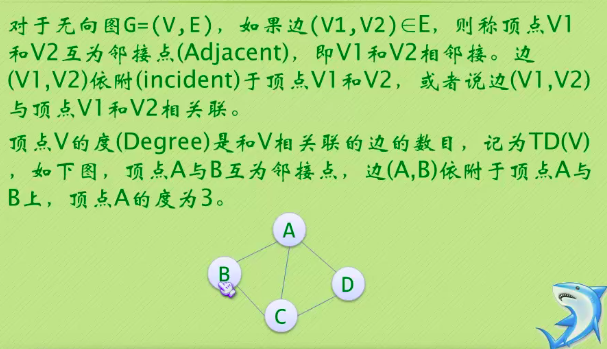 对于无向图G=(V,E)，如果边(V1,V2)∈E，则称顶点V1
和V2互为邻接点(Adjacent)，即V1和V2相邻接。边
(V1,V2)依附(incident)于顶点V1和V2，或者说边(V1,V2)
与顶点V1和V2相关联。
顶点V的度(Degree)是和V相关联的边的数目，记为TD(V)
，如下图，顶点A与B互为邻接点，边(A,B)依附于顶点A与
B上，顶点A的度为3。
A
B
D
C